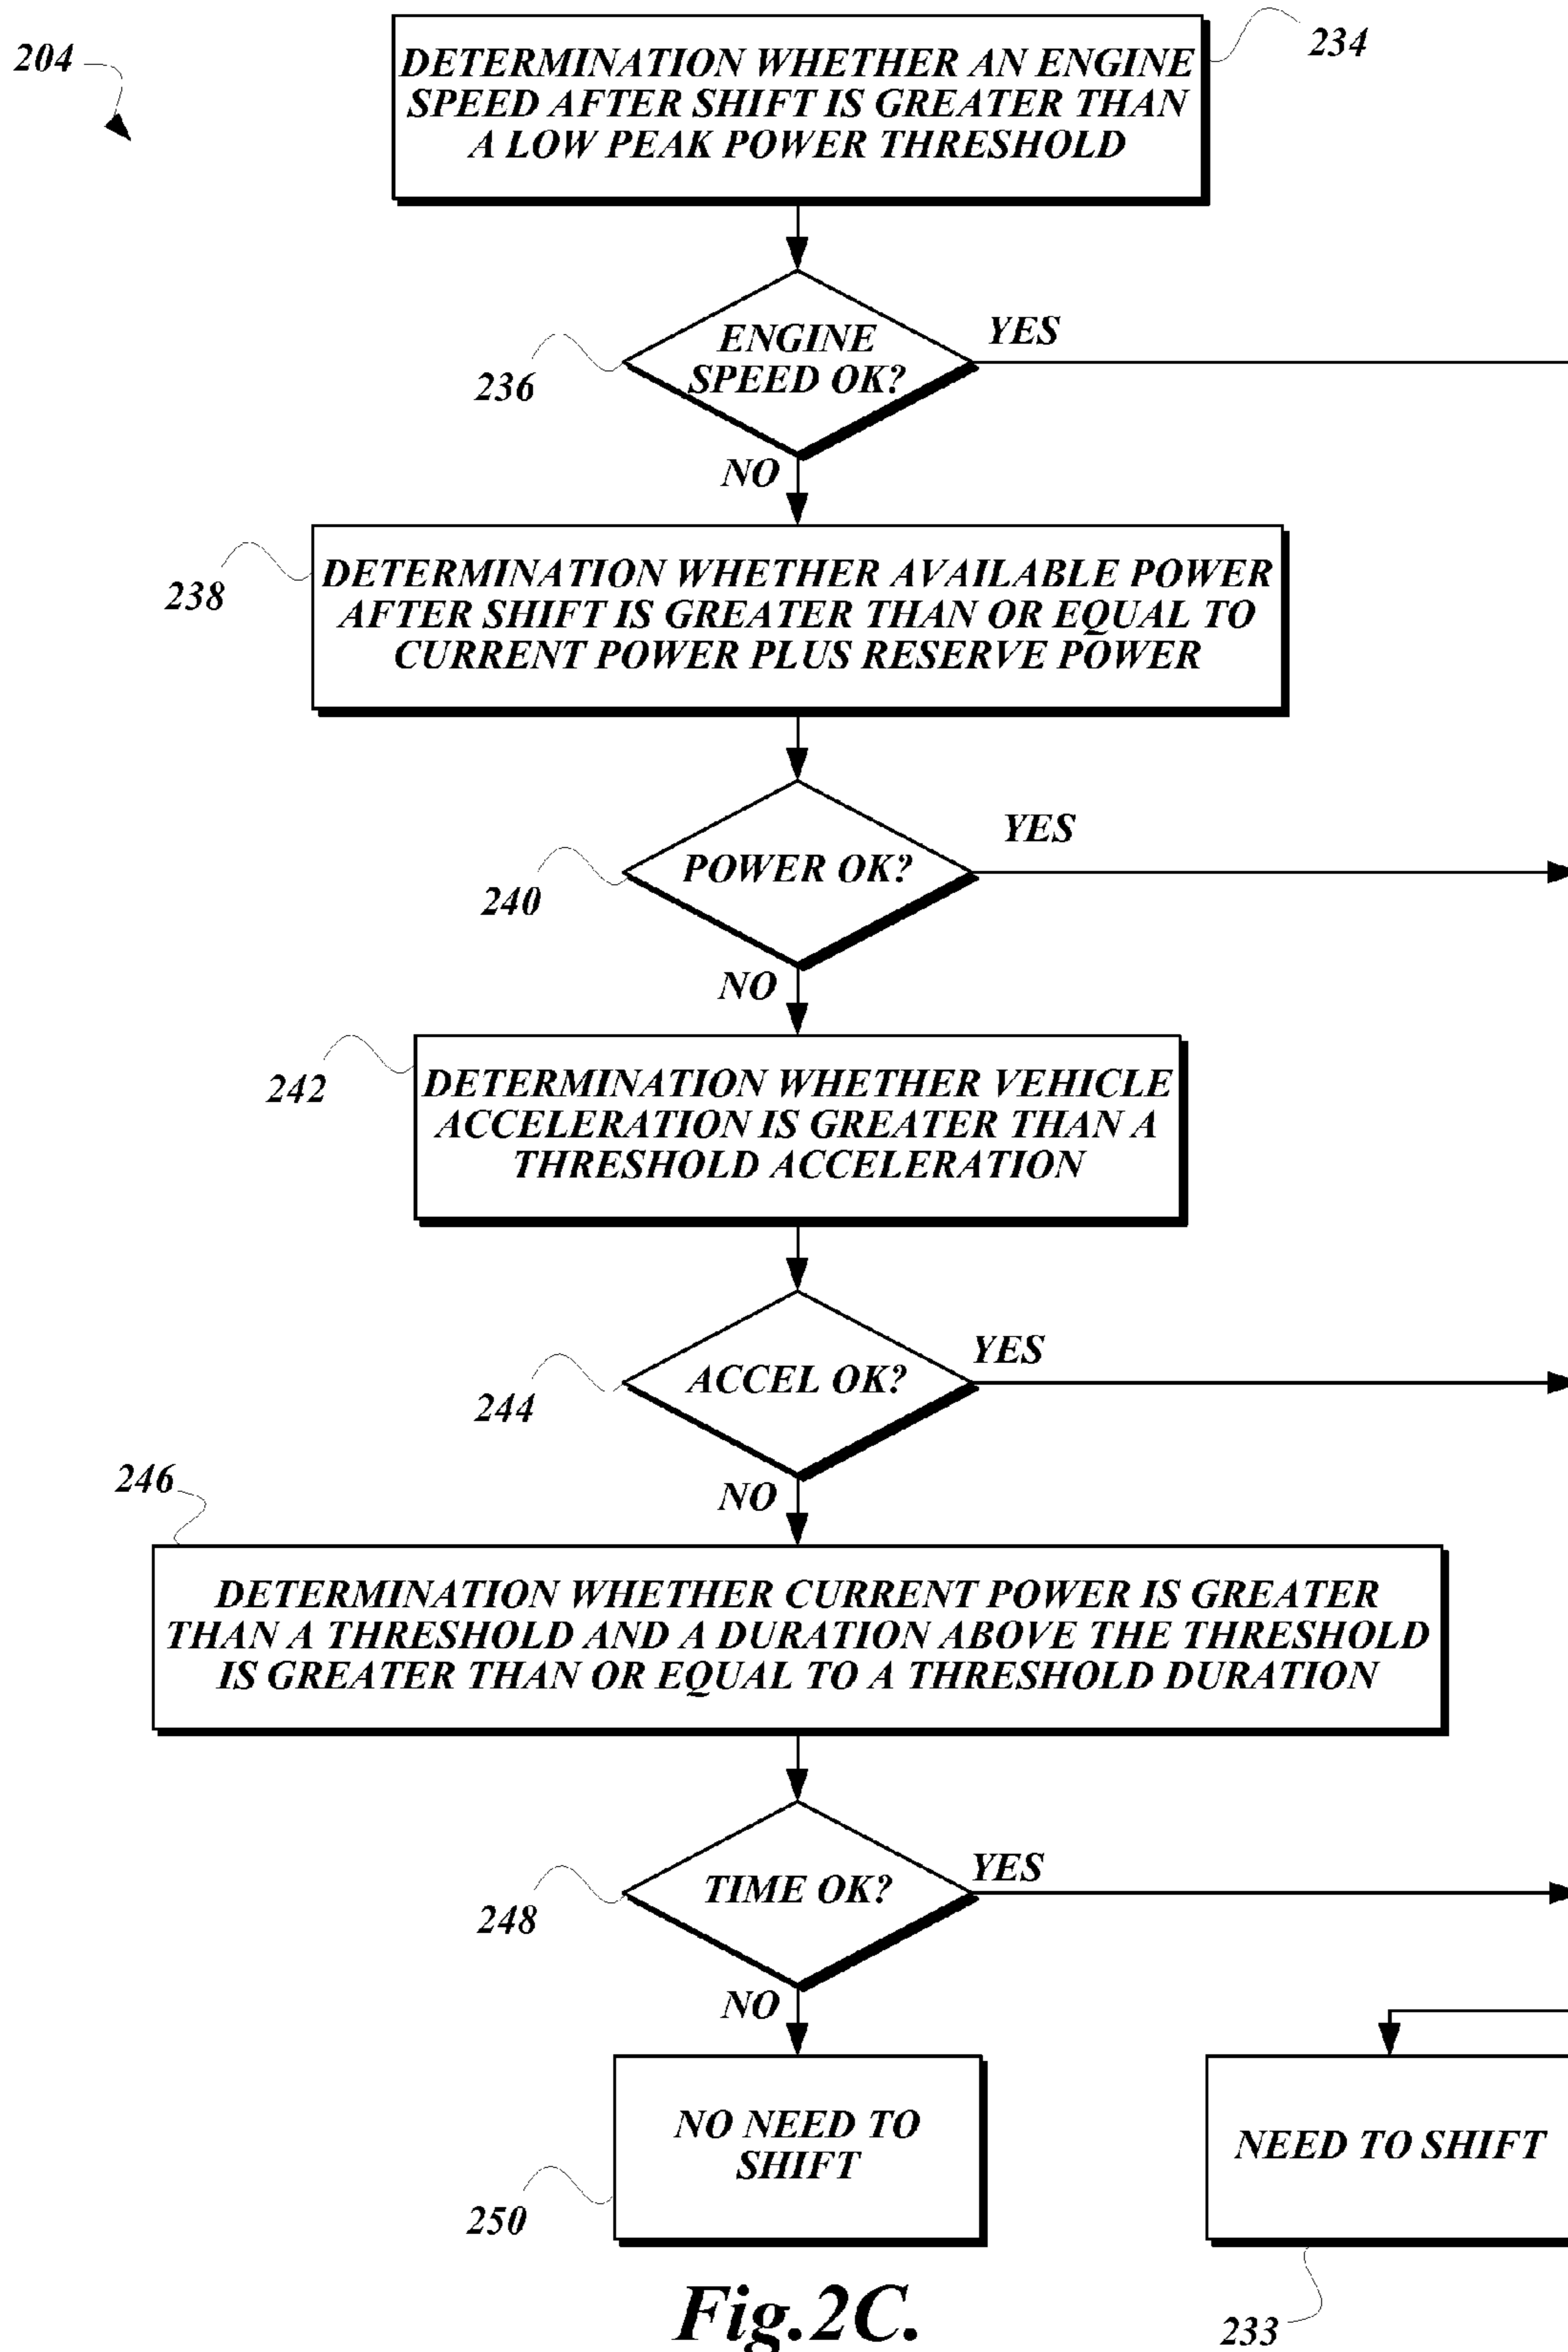 204
234
DETERMINATION WHETHER AN ENGINE
SPEED AFTER SHIFT IS GREATER THAN
A LOW PEAK POWER THRESHOLD
ENGINE
SPEED OK?
YES
236
NO
238
DETERMINATION WHETHER AVAILABLE POWER
AFTER SHIFT IS GREATER THAN OR EQUAL TO
CURRENT POWER PLUS RESERVE POWER
YES
POWER OK?
240
NO
242
DETERMINATION WHETHER VEHICLE
ACCELERATION IS GREATER THAN A
THRESHOLD ACCELERATION
YES
ACCEL OK?
244
NO
246
DETERMINATION WHETHER CURRENT POWER IS GREATER
THAN A THRESHOLD AND A DURATION ABOVE THE THRESHOLD
IS GREATER THAN OR EQUAL TO A THRESHOLD DURATION
YES
TIME OK?
248
NO
NO NEED TO
SHIFT
250
NEED TO SHIFT
233
Fig.2C.